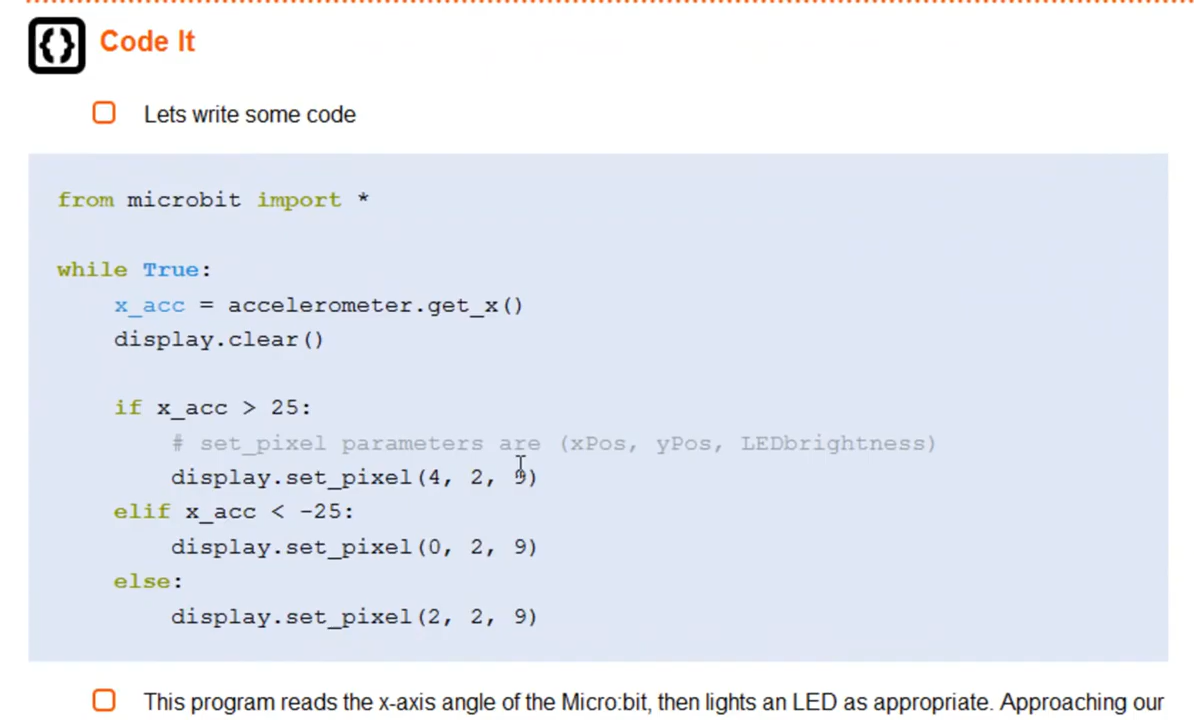 Code It
Lets write some code
from microbit import *
while True:
x_acc = accelerometer.get_x()
display.clear()
if x_acc > 25:
# set_pixel parameters are (xPos, yPos, LEDbrightness)
display.set_pixel(4, 2, 9)
elif x_acc < -25:
display.set_pixel(0, 2, 9)
else:
display.set_pixel(2, 2, 9)
This program reads the x-axis angle of the Micro:bit, then lights an LED as appropriate. Approaching our